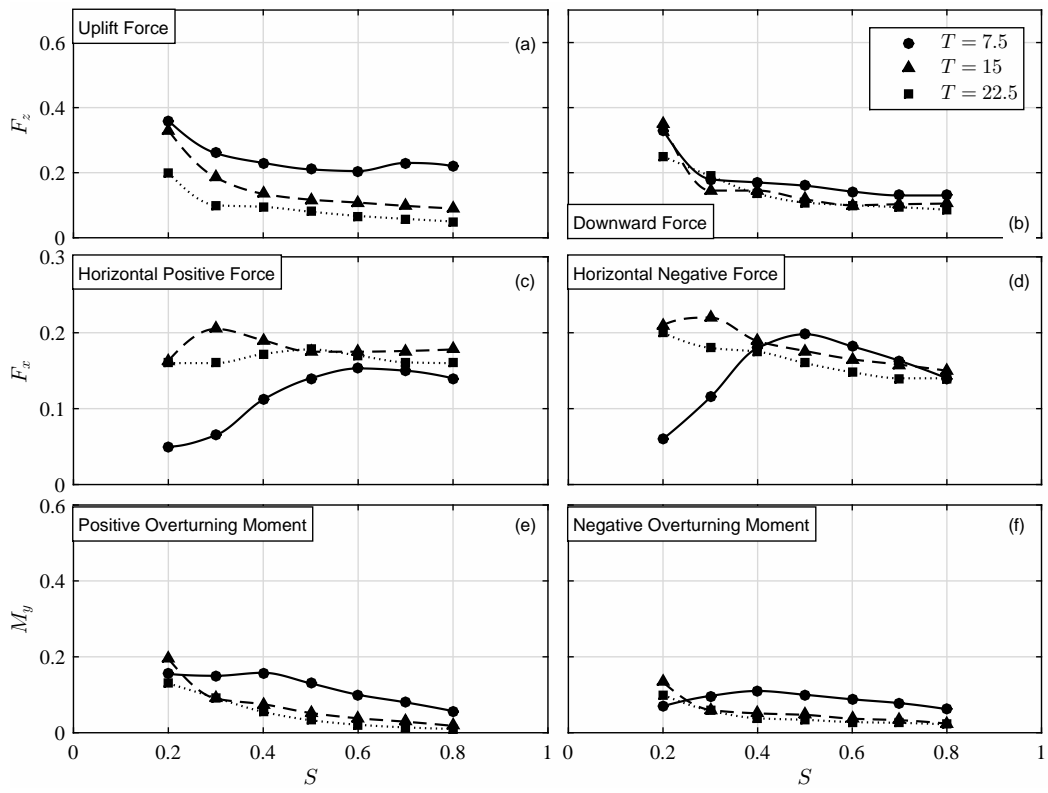 Uplift Force
(a)
0.6
0.4
0.2
0
F_z
T = 7.5
T = 15
T = 22.5
Downward Force
(b)
Horizontal Positive Force
(c)
0.3
0.2
0.1
0
F_x
Horizontal Negative Force
(d)
Positive Overturning Moment
(e)
0.6
0.4
0.2
0
M_y
Negative Overturning Moment
(f)
0 0.2 0.4 0.6 0.8 1
S
0 0.2 0.4 0.6 0.8 1
S